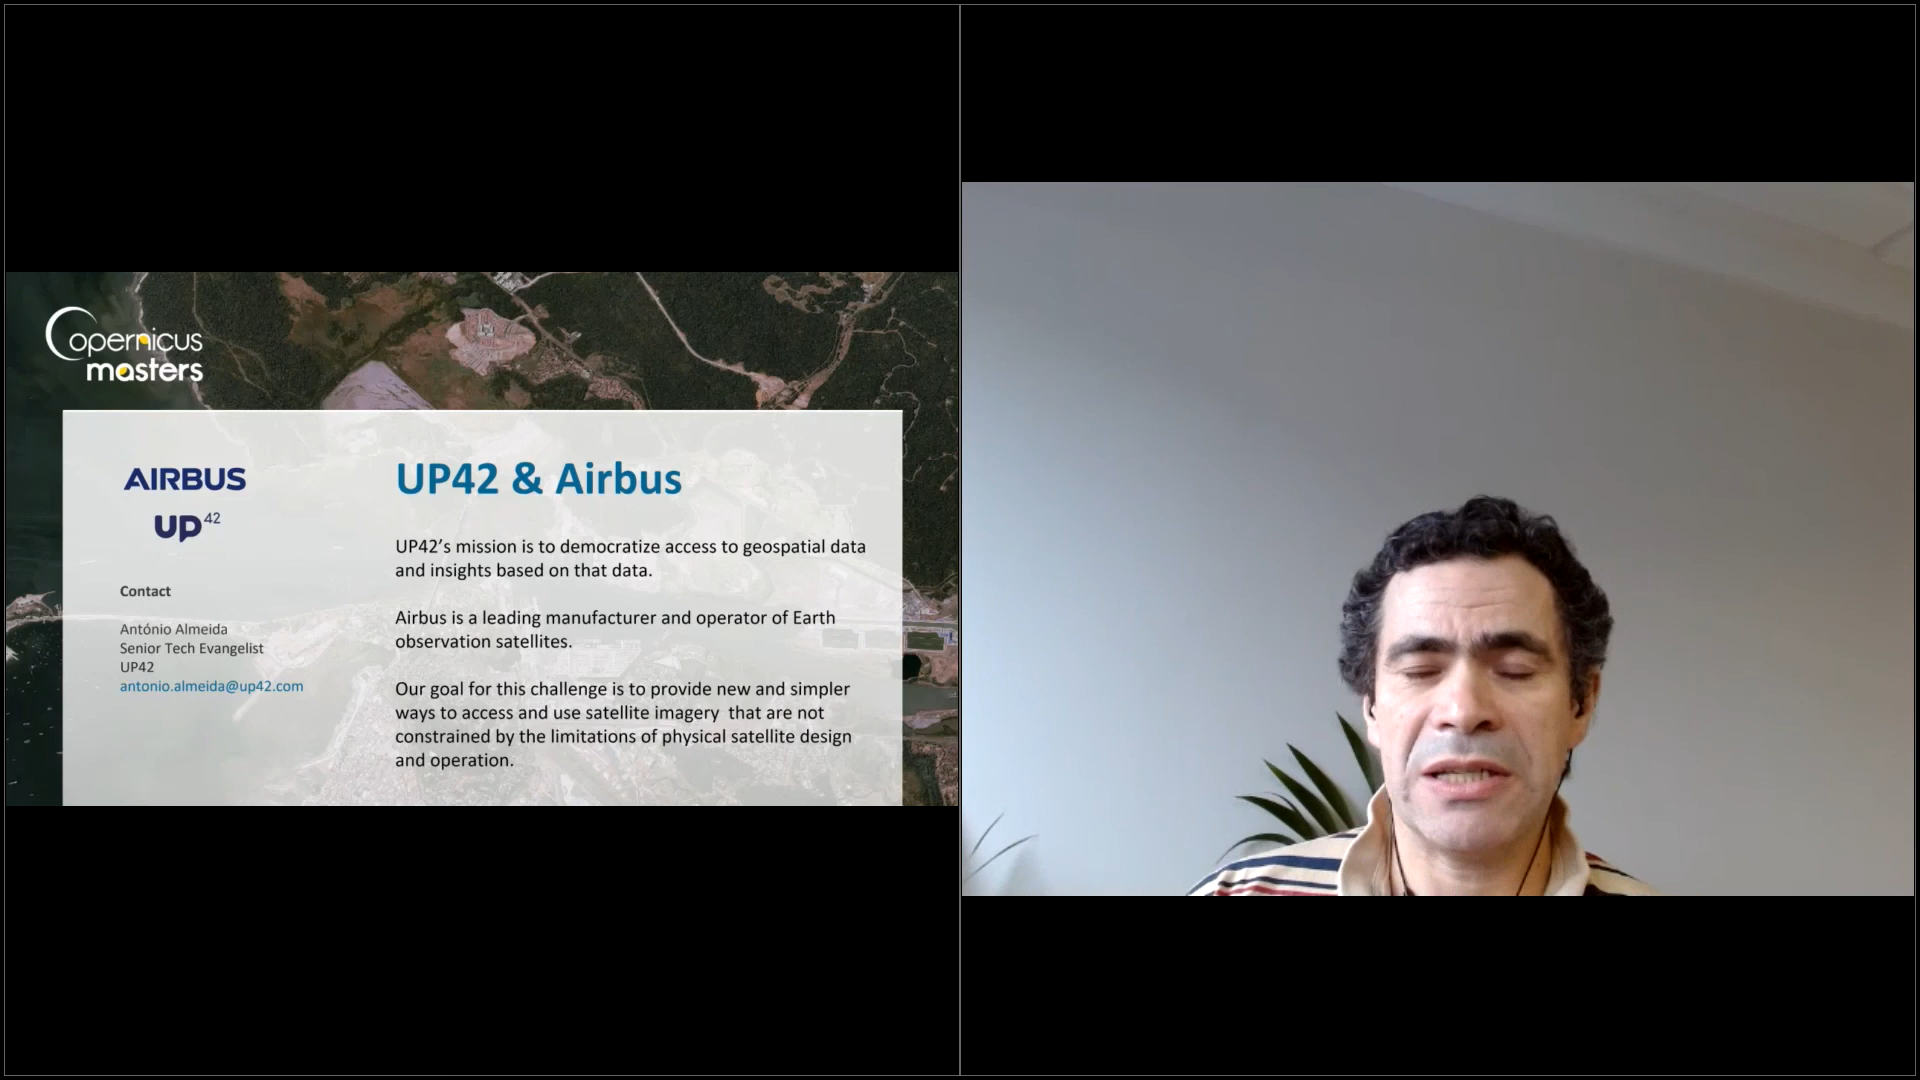 Copernicus
masters
AIRBUS
UP42
Contact
António Almeida
Senior Tech Evangelist
UP42
antonio.almeida@up42.com
UP42 & Airbus
UP42’s mission is to democratize access to geospatial data
and insights based on that data.
Airbus is a leading manufacturer and operator of Earth
observation satellites.
Our goal for this challenge is to provide new and simpler
ways to access and use satellite imagery  that are not
constrained by the limitations of physical satellite design
and operation.